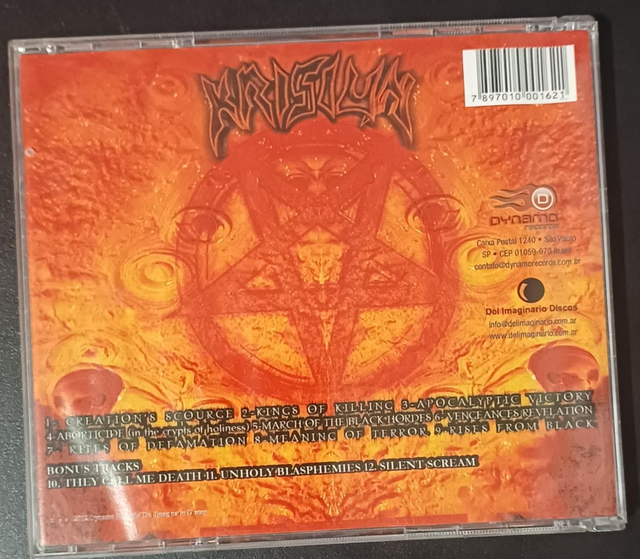 KRISIUN
7 897010 001621
D
DYNAMO
RECORDS
Caixa Postal 1240 • São Paulo
SP • CEP 01059-970 Brasil
contato@dynamorecords.com.br
Del Imaginario Discos
info@delimaginario.com.ar
www.delimaginario.com.ar
1- CREATION'S SCOURCE 2-KINGS OF KILLING 3-APOCALYPTIC VICTORY
4-ABORTICIDE (in the crypts of holiness) 5-MARCH OF THE BLACK HORDES 6-VENGEANCES REVELATION
7- RITES OF DEFAMATION 8-MEANING OF TERROR 9-RISES FROM BLACK
BONUS TRACKS
10. THEY CALL ME DEATH 11. UNHOLY BLASPHEMIES 12. SILENT SCREAM